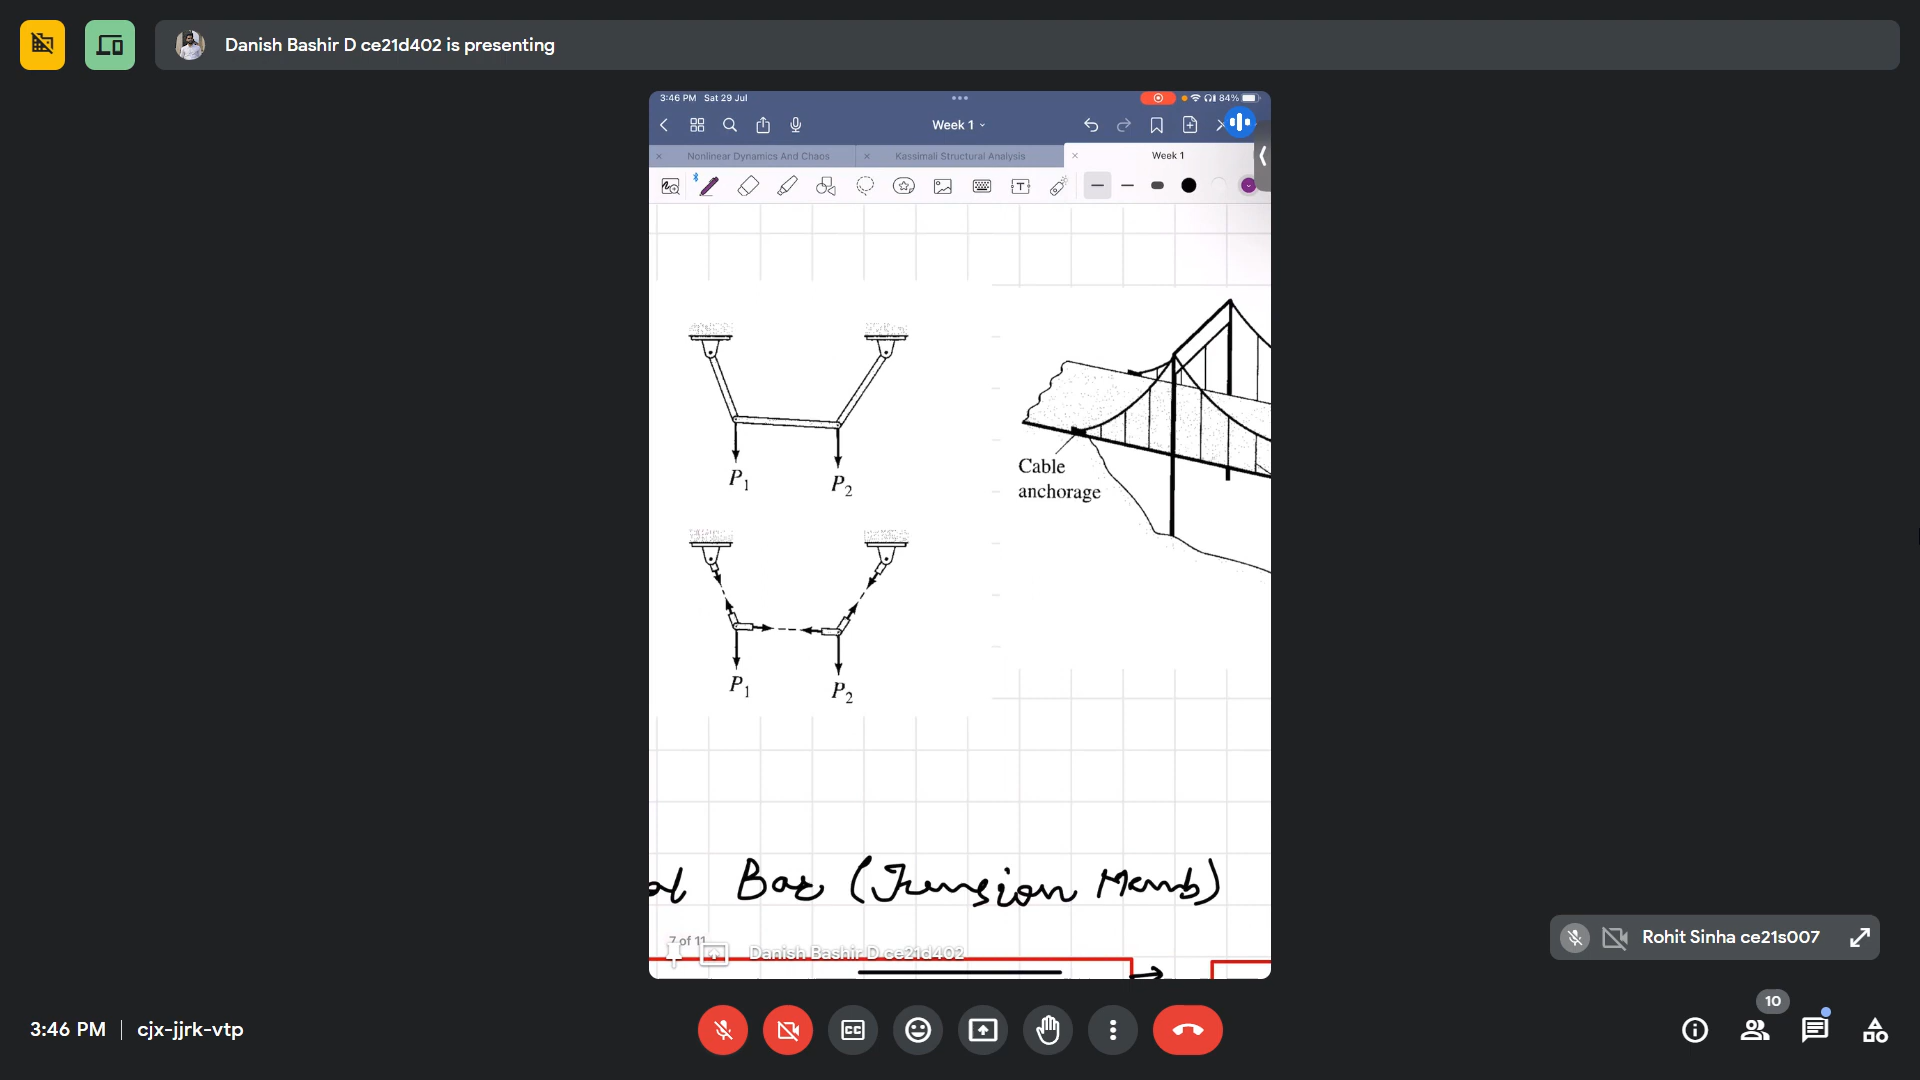 Danish Bashir D ce21d402 is presenting
3:46 PM Sat 29 Jul
84%
Week 1
Nonlinear Dynamics And Chaos
Kassimali Structural Analysis
Week 1
P1
P2
Cable
anchorage
P1
P2
al Bar (Tension Memb)
7 of 11
Danish Bashir D ce21d402
Rohit Sinha ce21s007
3:46 PM | cjx-jjrk-vtp
CC
10